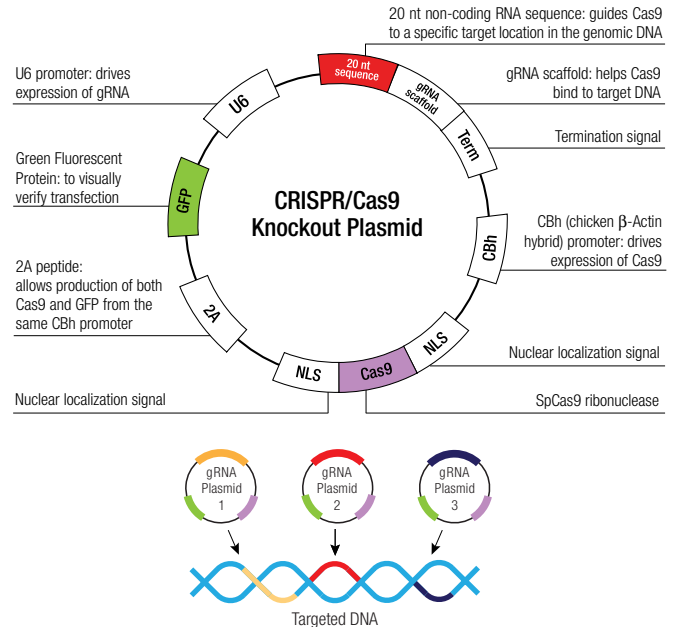 20 nt non-coding RNA sequence: guides Cas9
to a specific target location in the genomic DNA
U6 promoter: drives
expression of gRNA
20 nt
sequence
gRNA
scaffold
gRNA scaffold: helps Cas9
bind to target DNA
U6
Term
Termination signal
Green Fluorescent
Protein: to visually
verify transfection
GFP
CRISPR/Cas9
Knockout Plasmid
CBh
CBh (chicken β-Actin
hybrid) promoter: drives
expression of Cas9
2A peptide:
allows production of both
Cas9 and GFP from the
same CBh promoter
2A
NLS
Cas9
NLS
Nuclear localization signal
Nuclear localization signal
SpCas9 ribonuclease
gRNA
Plasmid
1
gRNA
Plasmid
2
gRNA
Plasmid
3
Targeted DNA